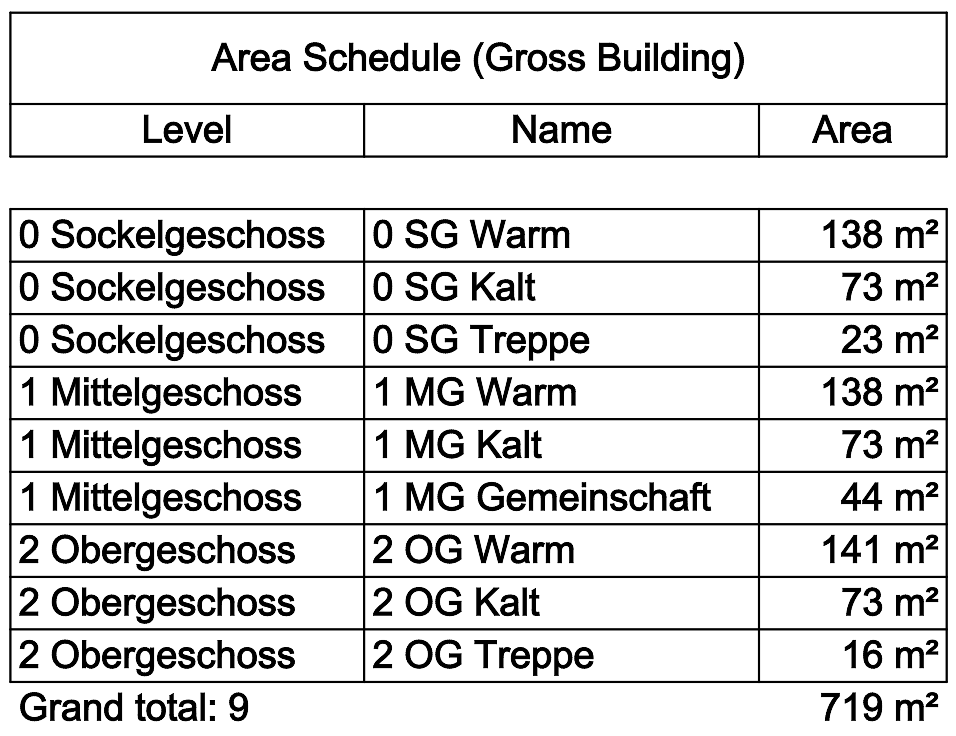 Area Schedule (Gross Building)
Level Name Area
0 Sockelgeschoss 0 SG Warm 138 m²
0 Sockelgeschoss 0 SG Kalt 73 m²
0 Sockelgeschoss 0 SG Treppe 23 m²
1 Mittelgeschoss 1 MG Warm 138 m²
1 Mittelgeschoss 1 MG Kalt 73 m²
1 Mittelgeschoss 1 MG Gemeinschaft 44 m²
2 Obergeschoss 2 OG Warm 141 m²
2 Obergeschoss 2 OG Kalt 73 m²
2 Obergeschoss 2 OG Treppe 16 m²
Grand total: 9 719 m²